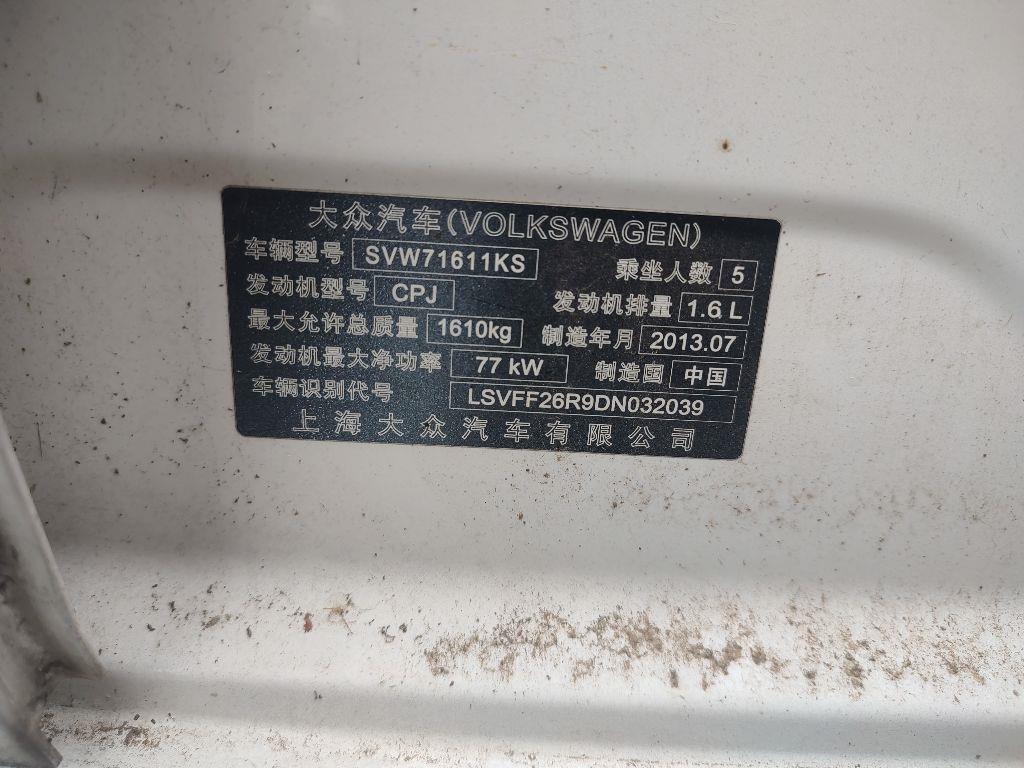 大众汽车(VOLKSWAGEN)
车辆型号 SVW71611KS 乘坐人数 5
发动机型号 CPJ 发动机排量 1.6 L
最大允许总质量 1610kg 制造年月 2013.07
发动机最大净功率 77 kW 制造国 中国
车辆识别代号 LSVFF26R9DN032039
上海大众汽车有限公司